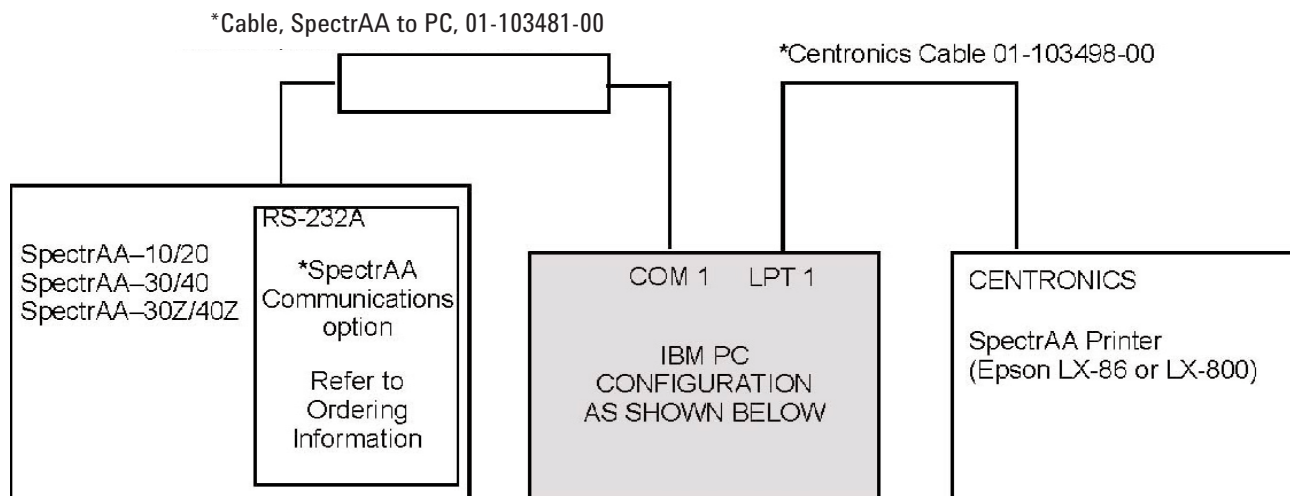 *Cable, SpectrAA to PC, 01-103481-00
*Centronics Cable 01-103498-00
SpectrAA–10/20
SpectrAA–30/40
SpectrAA–30Z/40Z
RS-232A
*SpectrAA
Communications
option
Refer to
Ordering
Information
COM 1 LPT 1
IBM PC
CONFIGURATION
AS SHOWN BELOW
CENTRONICS
SpectrAA Printer
(Epson LX-86 or LX-800)